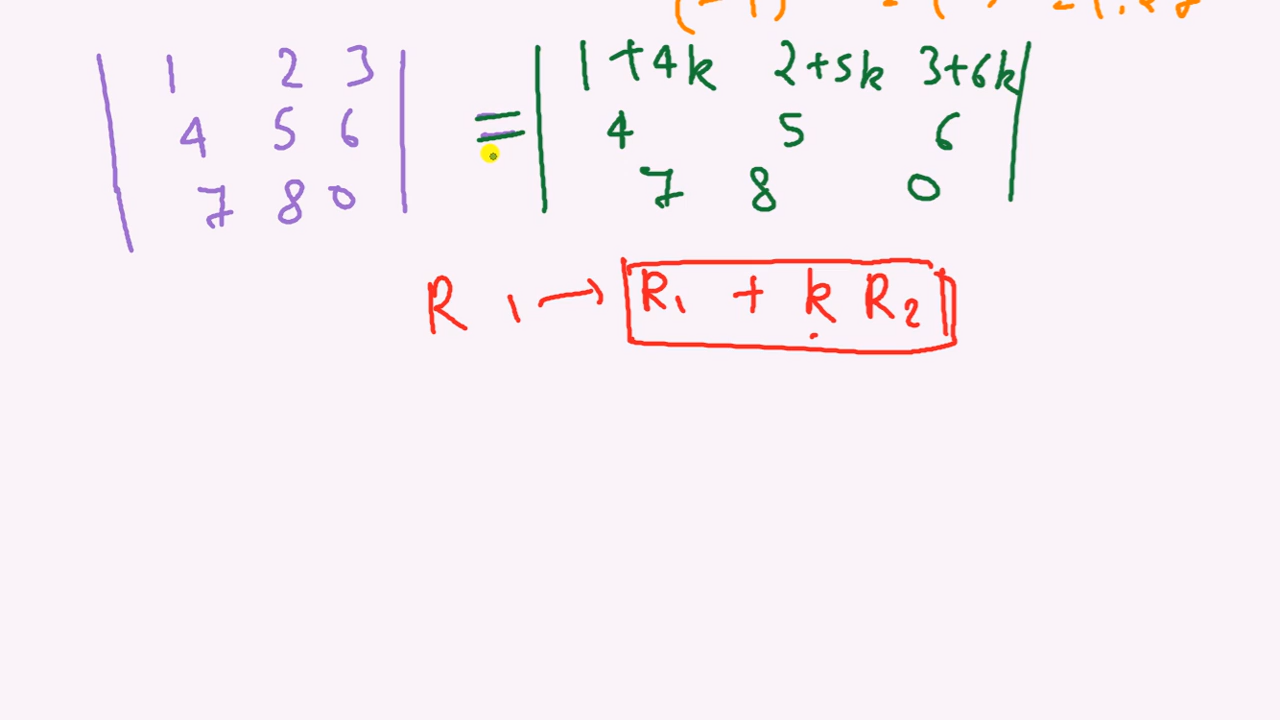 | 1 2 3 | = | 1+4k 2+5k 3+6k |
| 4 5 6 | | 4 5 6 |
| 7 8 0 | | 7 8 0 |
R 1 → R1 + k R2